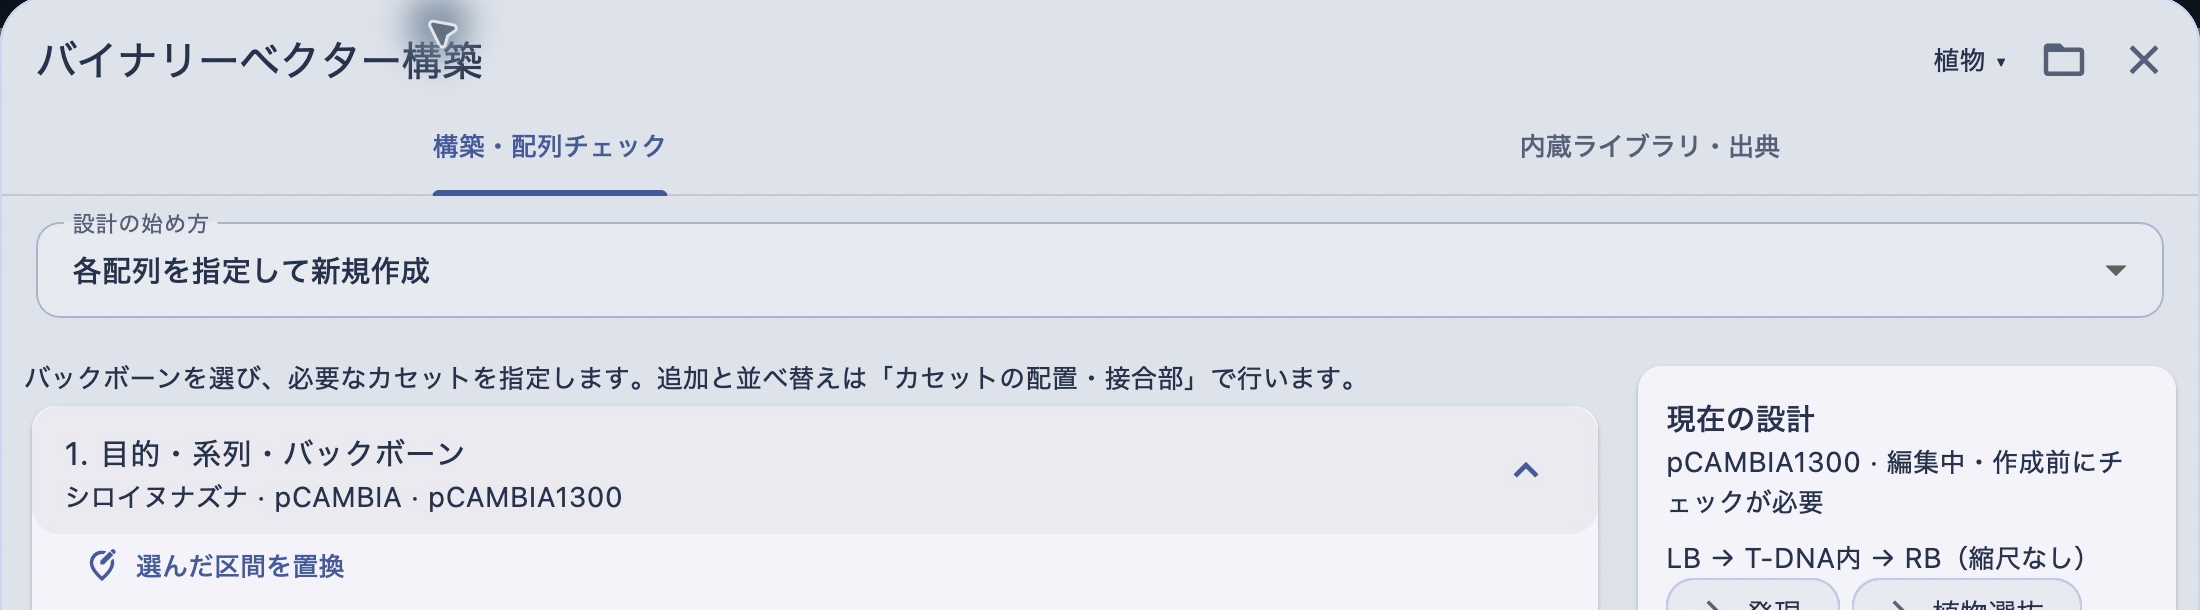 バイナリーベクター構築
植物
構築・配列チェック
内蔵ライブラリ・出典
設計の始め方
各配列を指定して新規作成
バックボーンを選び、必要なカセットを指定します。追加と並べ替えは「カセットの配置・接合部」で行います。
1. 目的・系列・バックボーン
シロイヌナズナ · pCAMBIA · pCAMBIA1300
選んだ区間を置換
現在の設計
pCAMBIA1300 · 編集中・作成前にチ
ェックが必要
LB → T-DNA内 → RB（縮尺なし）
発現
植物選抜